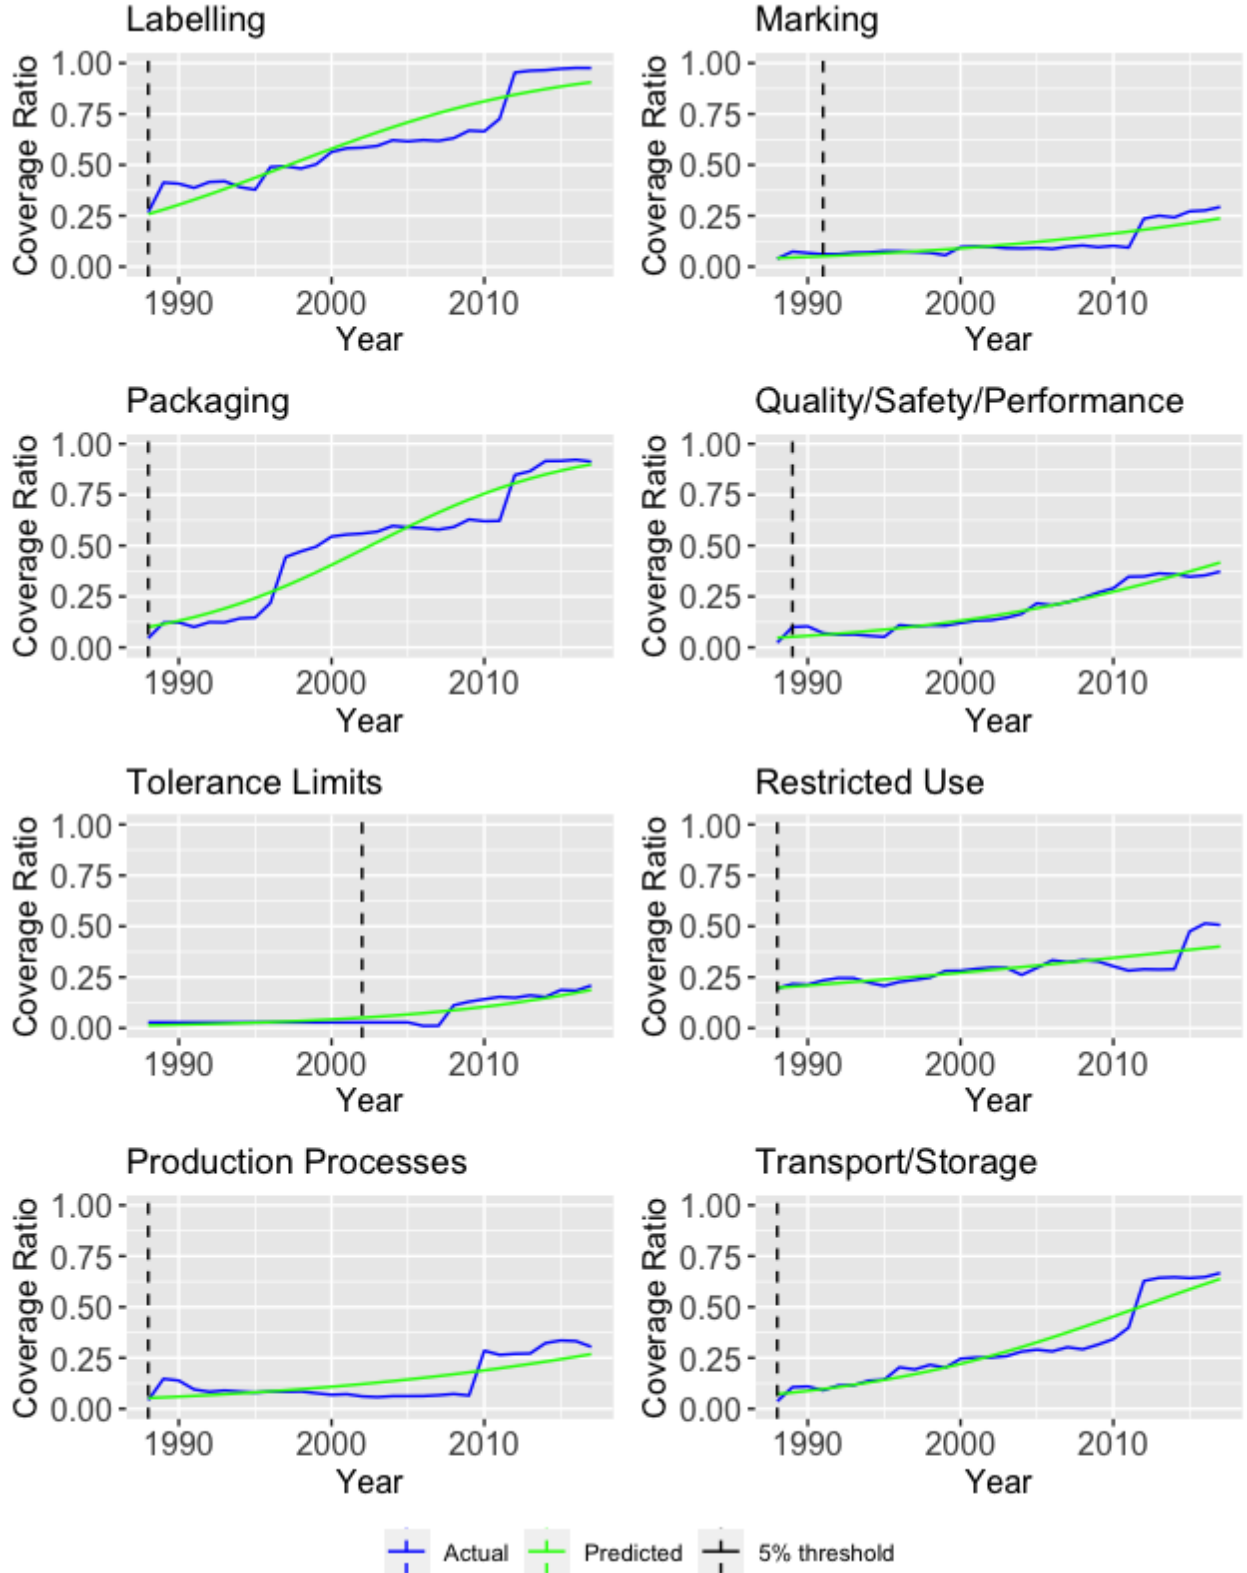 Labelling
Coverage Ratio
1.00
0.75
0.50
0.25
0.00
1990 2000 2010
Year
Marking
Coverage Ratio
1.00
0.75
0.50
0.25
0.00
1990 2000 2010
Year
Packaging
Coverage Ratio
1.00
0.75
0.50
0.25
0.00
1990 2000 2010
Year
Quality/Safety/Performance
Coverage Ratio
1.00
0.75
0.50
0.25
0.00
1990 2000 2010
Year
Tolerance Limits
Coverage Ratio
1.00
0.75
0.50
0.25
0.00
1990 2000 2010
Year
Restricted Use
Coverage Ratio
1.00
0.75
0.50
0.25
0.00
1990 2000 2010
Year
Production Processes
Coverage Ratio
1.00
0.75
0.50
0.25
0.00
1990 2000 2010
Year
Transport/Storage
Coverage Ratio
1.00
0.75
0.50
0.25
0.00
1990 2000 2010
Year
Actual Predicted 5% threshold